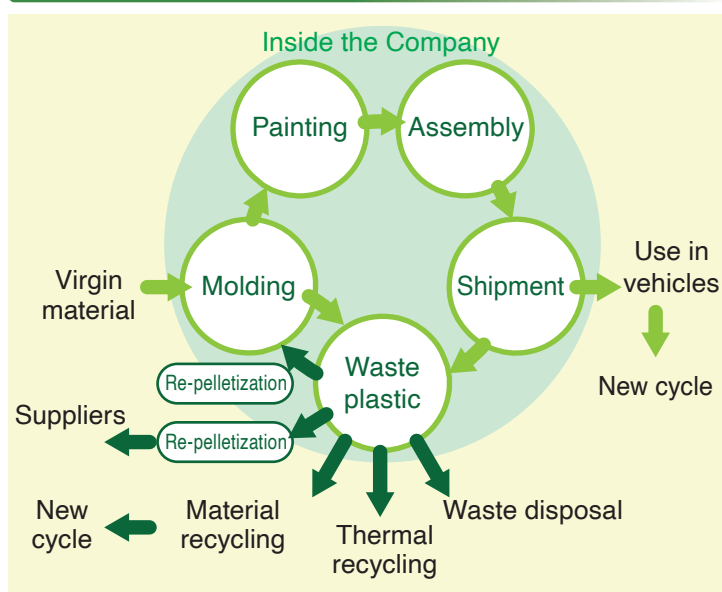 Inside the Company
Painting
Assembly
Virgin
material
Molding
Shipment
Use in
vehicles
New cycle
Waste
plastic
Re-pelletization
Suppliers
Re-pelletization
New
cycle
Material
recycling
Thermal
recycling
Waste disposal